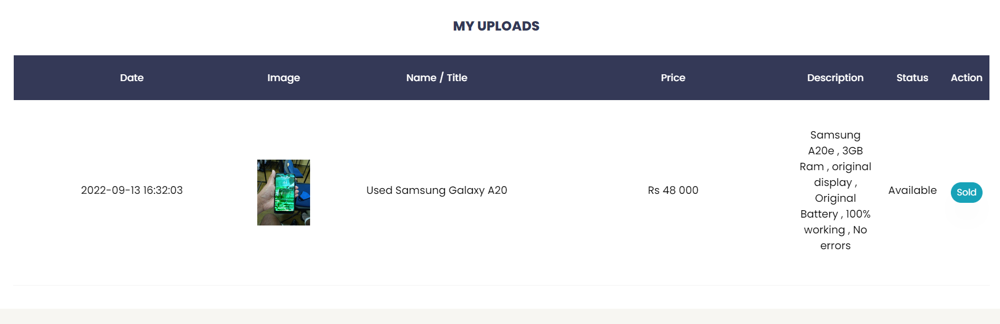 MY UPLOADS
Date Image Name / Title Price Description Status Action
2022-09-13 16:32:03 Used Samsung Galaxy A20 Rs 48 000
Samsung
A20e , 3GB
Ram , original
display ,
Original
Battery , 100%
working , No
errors
Available Sold